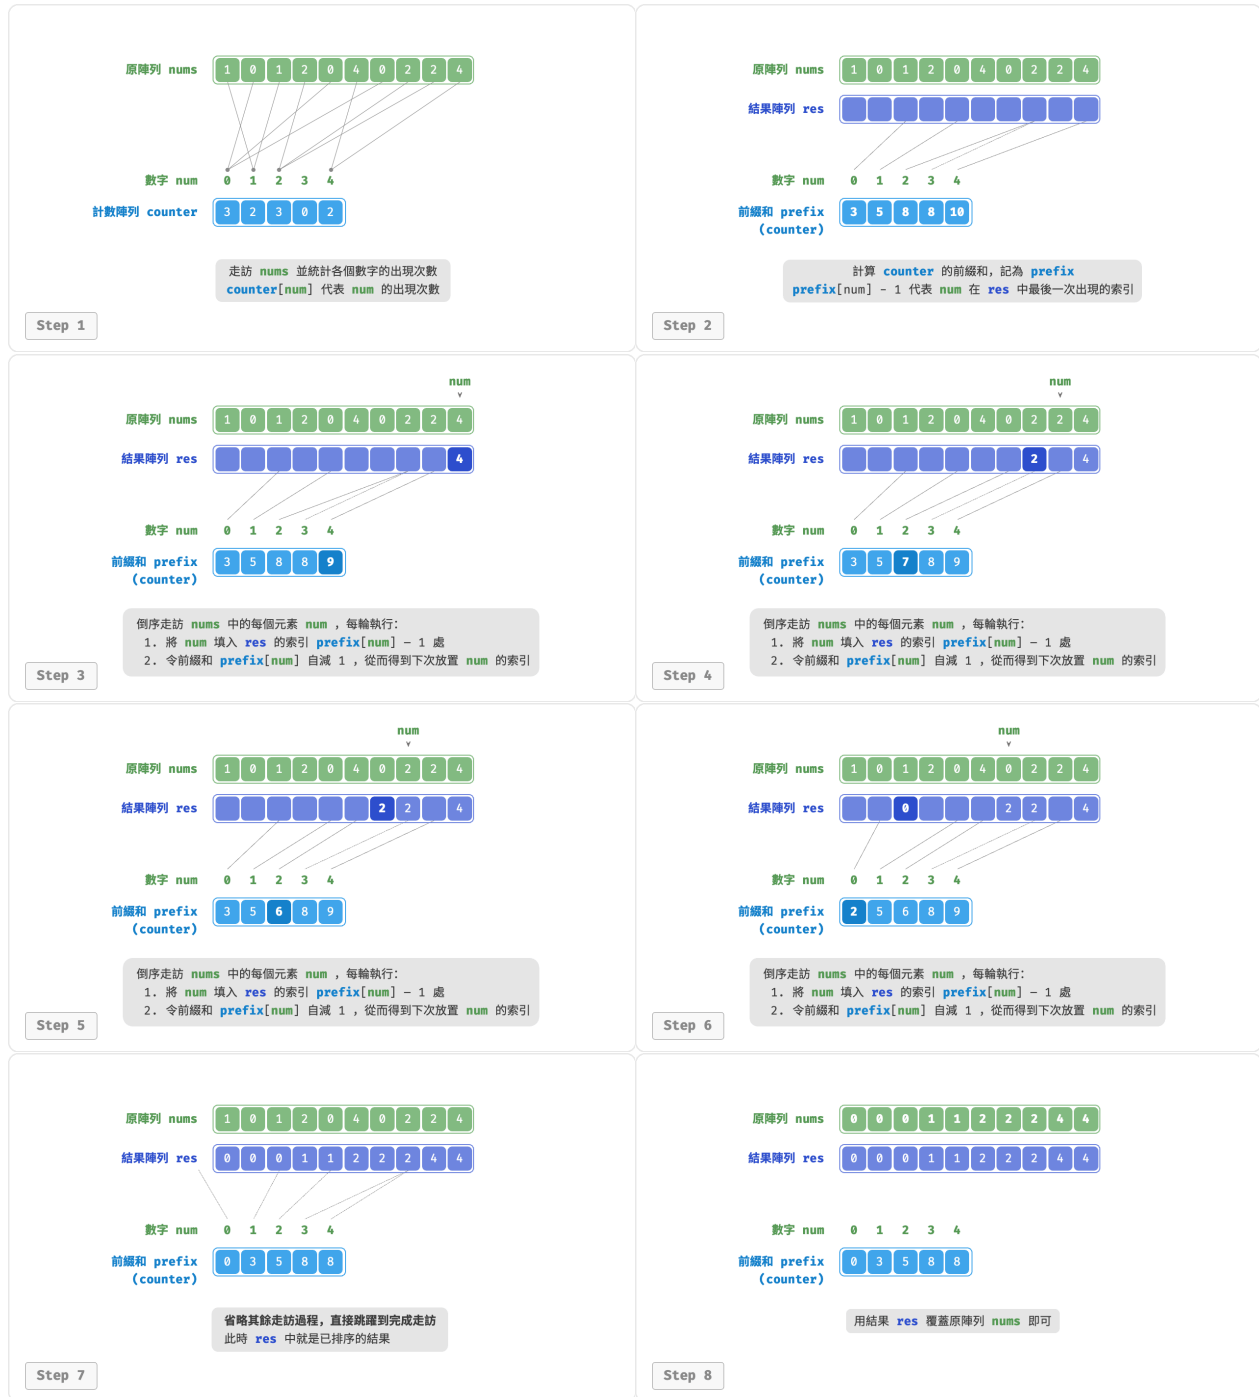 原陣列 nums 1 0 1 2 0 4 0 2 2 4
數字 num 0 1 2 3 4
計數陣列 counter 3 2 3 0 2
走訪 nums 並統計各個數字的出現次數
counter[num] 代表 num 的出現次數
Step 1
原陣列 nums 1 0 1 2 0 4 0 2 2 4
結果陣列 res
數字 num 0 1 2 3 4
前綴和 prefix 3 5 8 8 10
(counter)
計算 counter 的前綴和，記為 prefix
prefix[num] - 1 代表 num 在 res 中最後一次出現的索引
Step 2
num
原陣列 nums 1 0 1 2 0 4 0 2 2 4
結果陣列 res 4
數字 num 0 1 2 3 4
前綴和 prefix 3 5 8 8 9
(counter)
倒序走訪 nums 中的每個元素 num ，每輪執行：
1. 將 num 填入 res 的索引 prefix[num] - 1 處
2. 令前綴和 prefix[num] 自減 1 ，從而得到下次放置 num 的索引
Step 3
num
原陣列 nums 1 0 1 2 0 4 0 2 2 4
結果陣列 res 2 4
數字 num 0 1 2 3 4
前綴和 prefix 3 5 7 8 9
(counter)
倒序走訪 nums 中的每個元素 num ，每輪執行：
1. 將 num 填入 res 的索引 prefix[num] - 1 處
2. 令前綴和 prefix[num] 自減 1 ，從而得到下次放置 num 的索引
Step 4
num
原陣列 nums 1 0 1 2 0 4 0 2 2 4
結果陣列 res 2 2 4
數字 num 0 1 2 3 4
前綴和 prefix 3 5 6 8 9
(counter)
倒序走訪 nums 中的每個元素 num ，每輪執行：
1. 將 num 填入 res 的索引 prefix[num] - 1 處
2. 令前綴和 prefix[num] 自減 1 ，從而得到下次放置 num 的索引
Step 5
num
原陣列 nums 1 0 1 2 0 4 0 2 2 4
結果陣列 res 0 2 2 4
數字 num 0 1 2 3 4
前綴和 prefix 2 5 6 8 9
(counter)
倒序走訪 nums 中的每個元素 num ，每輪執行：
1. 將 num 填入 res 的索引 prefix[num] - 1 處
2. 令前綴和 prefix[num] 自減 1 ，從而得到下次放置 num 的索引
Step 6
原陣列 nums 1 0 1 2 0 4 0 2 2 4
結果陣列 res 0 0 0 1 1 2 2 2 4 4
數字 num 0 1 2 3 4
前綴和 prefix 0 3 5 8 8
(counter)
省略其餘走訪過程，直接跳躍到完成走訪
此時 res 中就是已排序的結果
Step 7
原陣列 nums 0 0 0 1 1 2 2 2 4 4
結果陣列 res 0 0 0 1 1 2 2 2 4 4
數字 num 0 1 2 3 4
前綴和 prefix 0 3 5 8 8
(counter)
用結果 res 覆蓋原陣列 nums 即可
Step 8